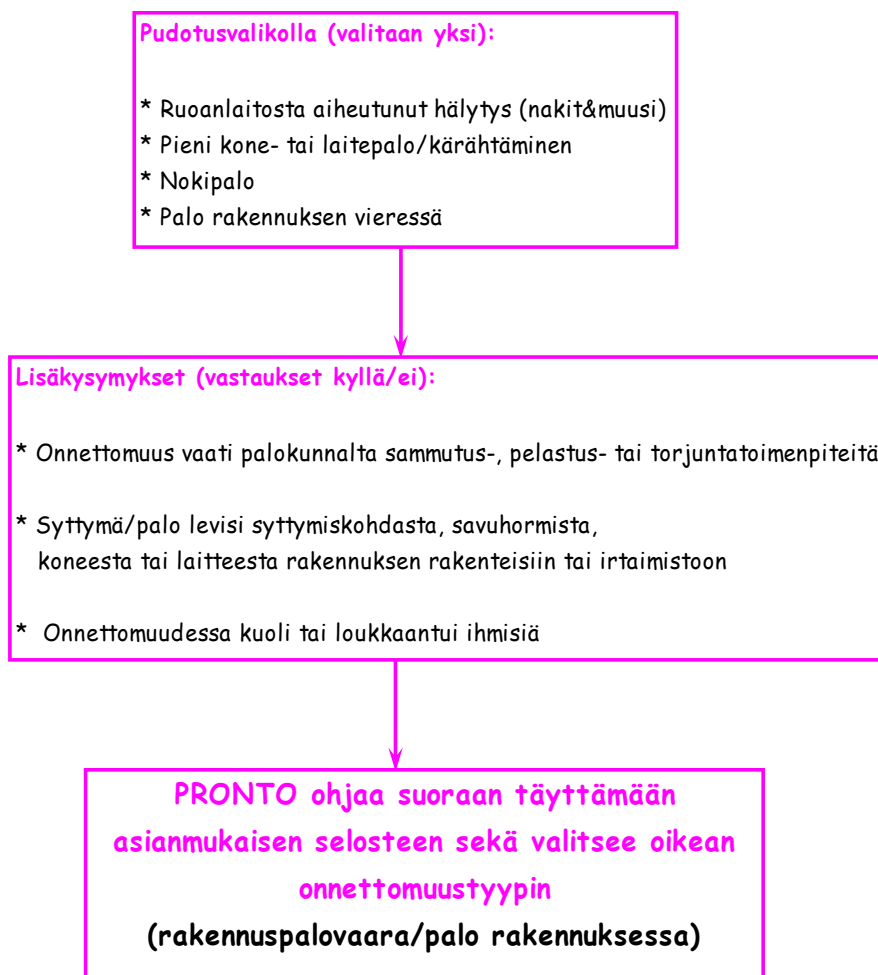 Pudotusvalikolla (valitaan yksi):
* Ruoanlaitosta aiheutunut hälytys (nakit&muusi)
* Pieni kone- tai laitepalo/kärähtäminen
* Nokipalo
* Palo rakennuksen vieressä
Lisäkysymykset (vastaukset kyllä/ei):
* Onnettomuus vaati palokunnalta sammutus-, pelastus- tai torjuntatoimenpiteitä
* Syttymä/palo levisi syttymiskohdasta, savuhormista,
koneesta tai laitteesta rakennuksen rakenteisiin tai irtaimistoon
* Onnettomuudessa kuoli tai loukkaantui ihmisiä
PRONTO ohjaa suoraan täyttämään
asianmukaisen selosteen sekä valitsee oikean
onnettomuustyypin
(rakennuspalovaara/palo rakennuksessa)